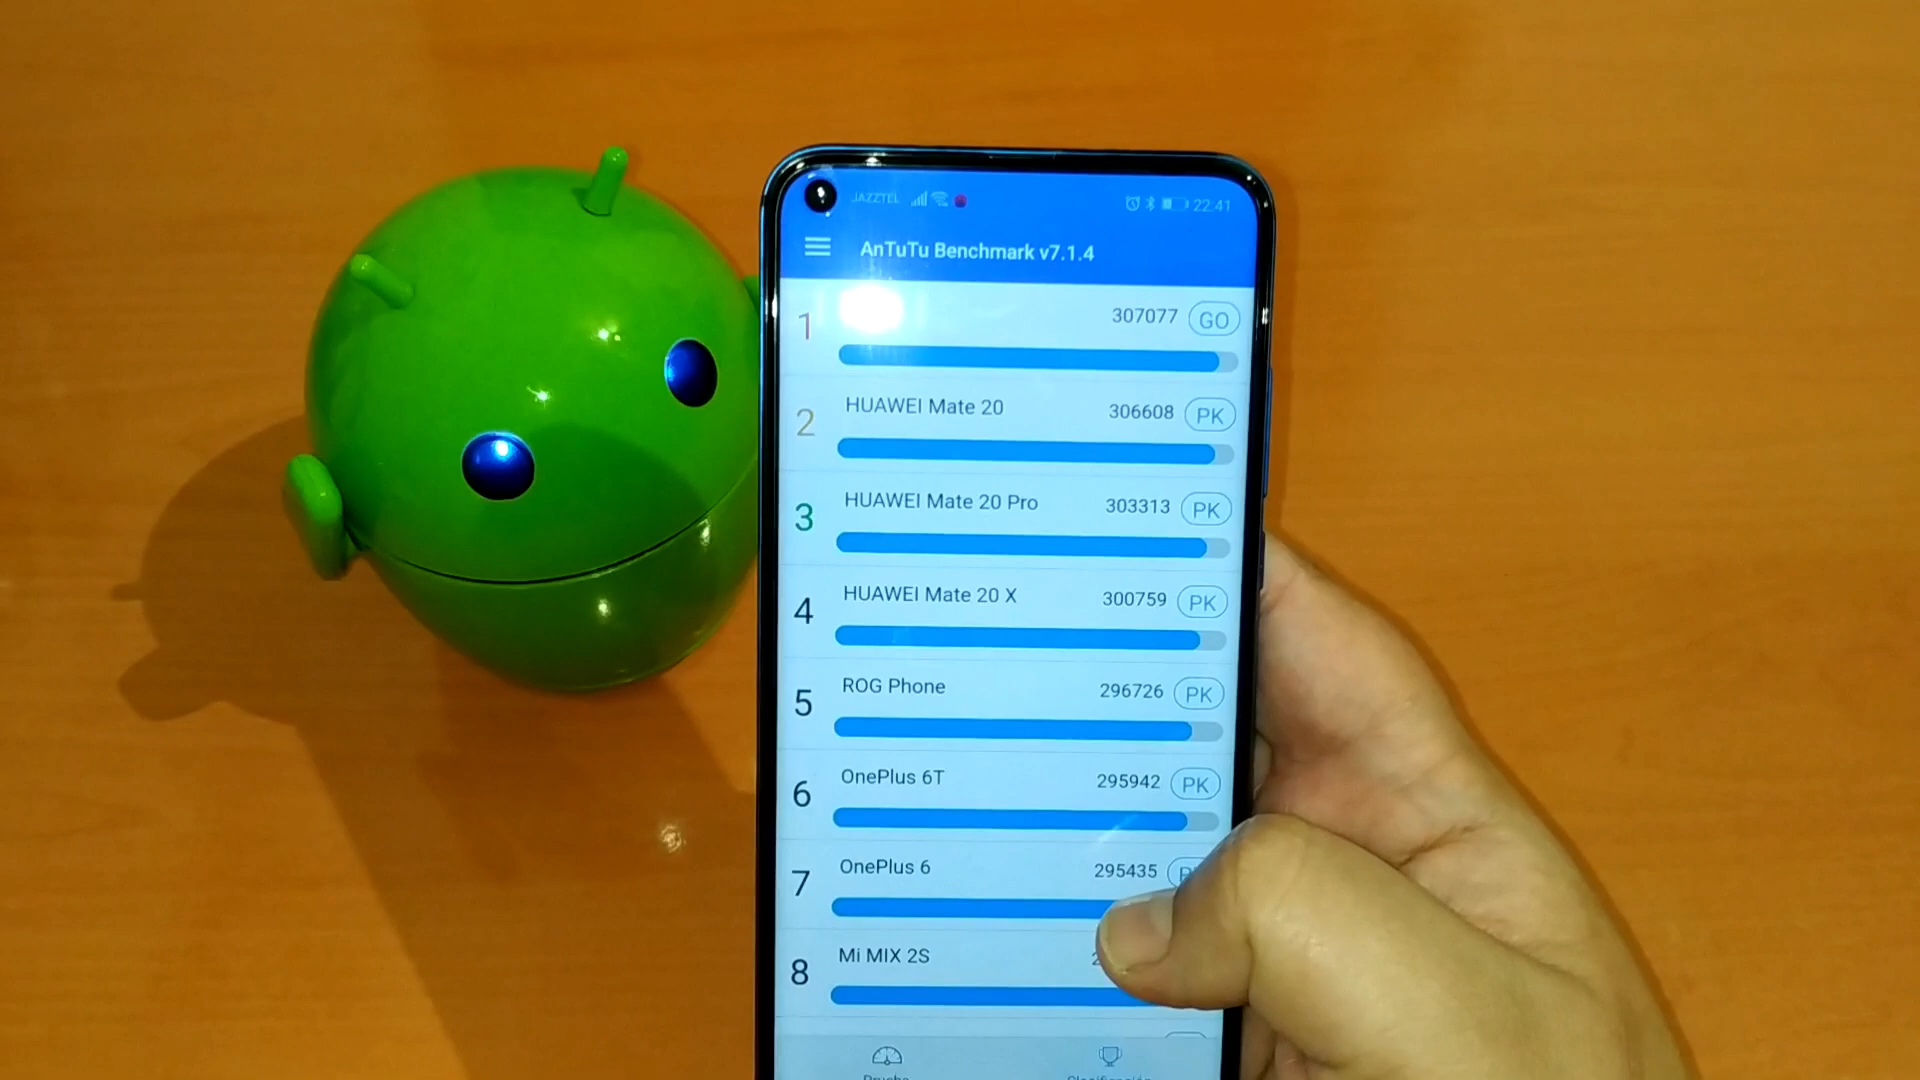 JAZZTEL 22:41
AnTuTu Benchmark v7.1.4
1 307077 GO
2 HUAWEI Mate 20 306608 PK
3 HUAWEI Mate 20 Pro 303313 PK
4 HUAWEI Mate 20 X 300759 PK
5 ROG Phone 296726 PK
6 OnePlus 6T 295942 PK
7 OnePlus 6 295435
8 Mi MIX 2S